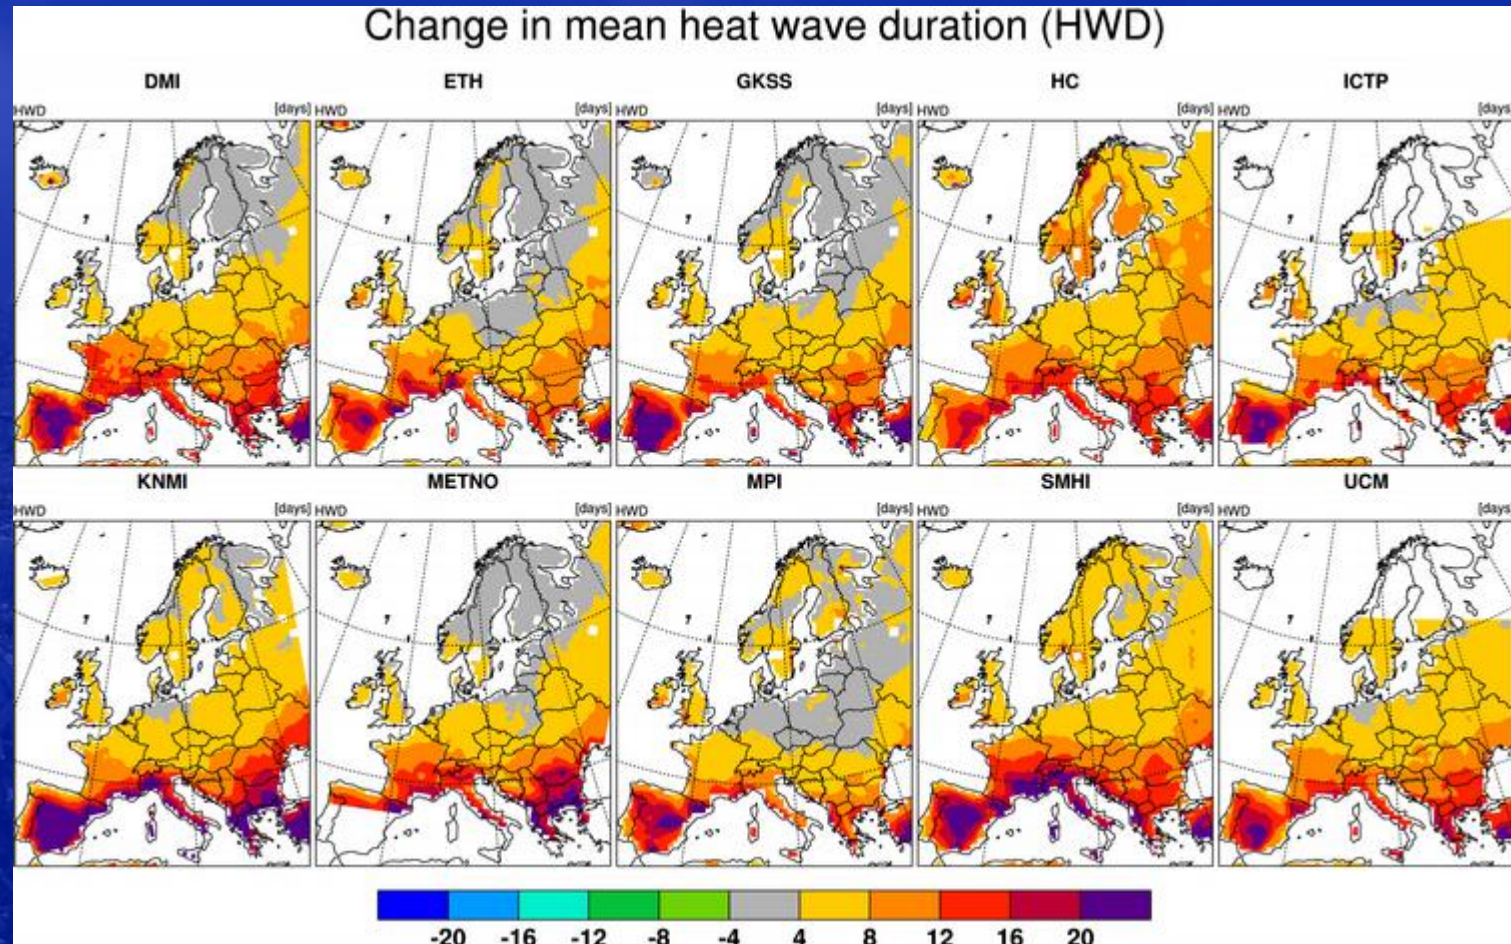 Change in mean heat wave duration (HWD)
DMI ETH GKSS HC ICTP
HWD [days] HWD [days] HWD [days] HWD [days] HWD [days]
KNMI METNO MPI SMHI UCM
HWD [days] HWD [days] HWD [days] HWD [days] HWD [days]
-20 -16 -12 -8 -4 4 8 12 16 20